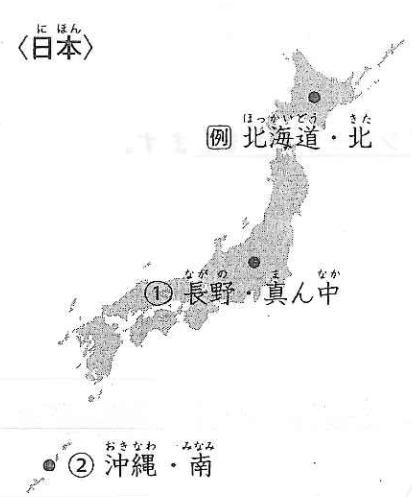 にほん
〈日本〉
ほっかいどう きた
例 北海道・北
ながの ま なか
① 長野・真ん中
おきなわ みなみ
② 沖縄・南